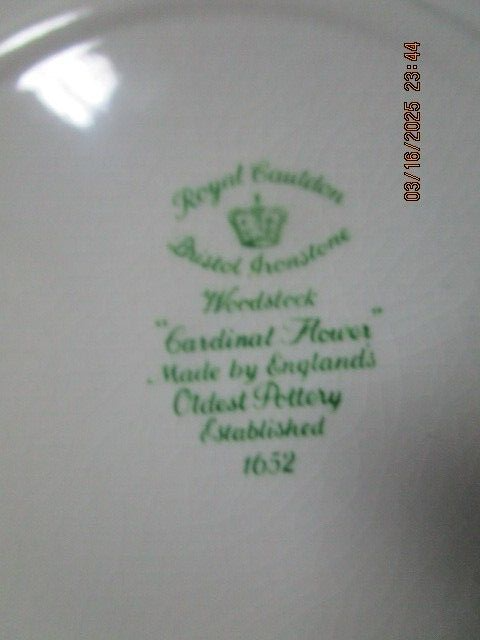 Royal Cauldon
Bristol Ironstone
Woodstock
"Cardinal Flower"
Made by England's
Oldest Pottery
Established
1652
03/16/2025 23:44